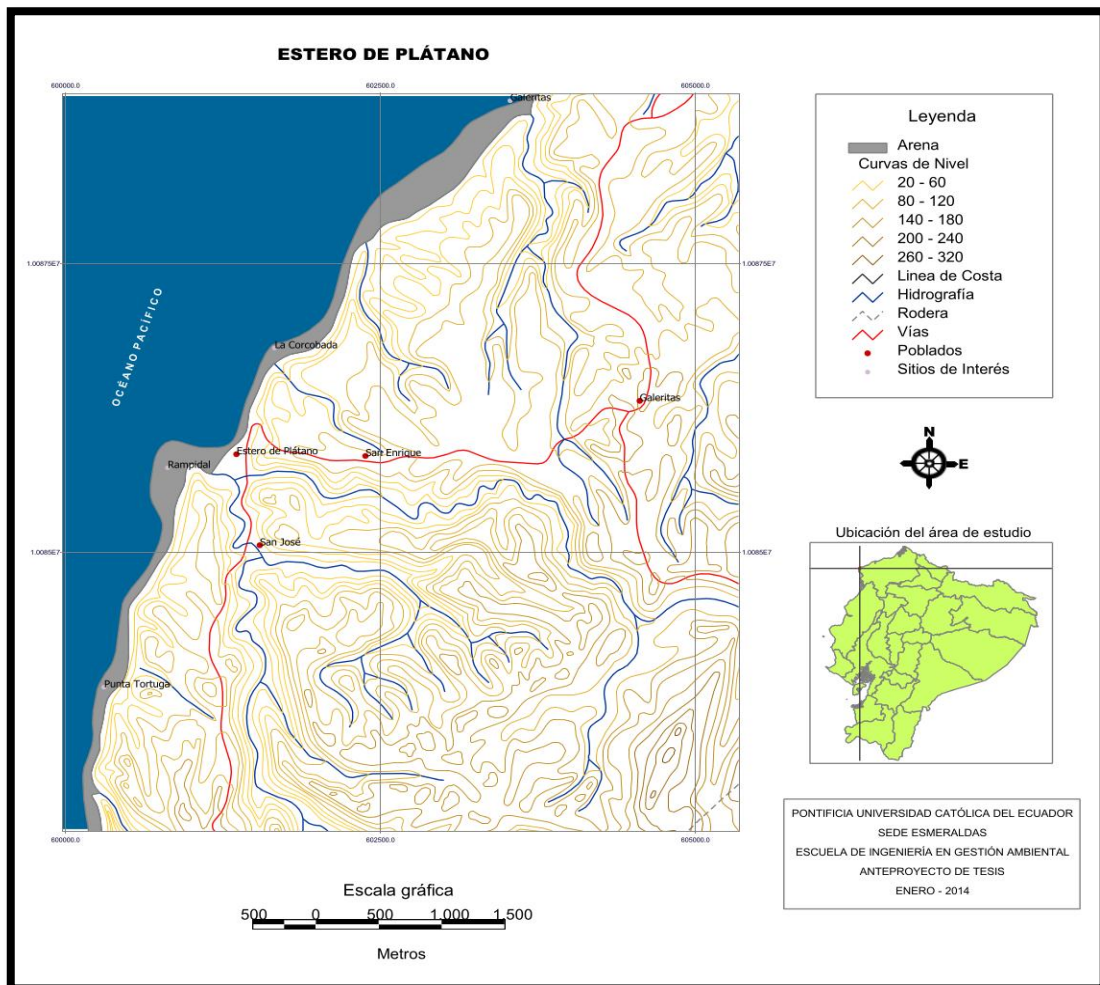 ESTERO DE PLÁTANO
600000.0
602500.0
605000.0
Galeritas
1.00875E7
1.00875E7
OCÉANO PACÍFICO
La Corcobada
Galeritas
Estero de Plátano
San Enrique
Rampidal
San José
1.0085E7
1.0085E7
Punta Tortuga
600000.0
602500.0
605000.0
Escala gráfica
500 0 500 1.000 1.500
Metros
Leyenda
Arena
Curvas de Nivel
20 - 60
80 - 120
140 - 180
200 - 240
260 - 320
Linea de Costa
Hidrografía
Rodera
Vías
Poblados
Sitios de Interés
N
E
Ubicación del área de estudio
PONTIFICIA UNIVERSIDAD CATÓLICA DEL ECUADOR
SEDE ESMERALDAS
ESCUELA DE INGENIERÍA EN GESTIÓN AMBIENTAL
ANTEPROYECTO DE TESIS
ENERO - 2014